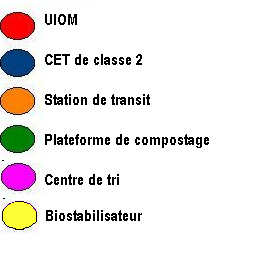 UIOM
CET de classe 2
Station de transit
Plateforme de compostage
Centre de tri
Biostabilisateur